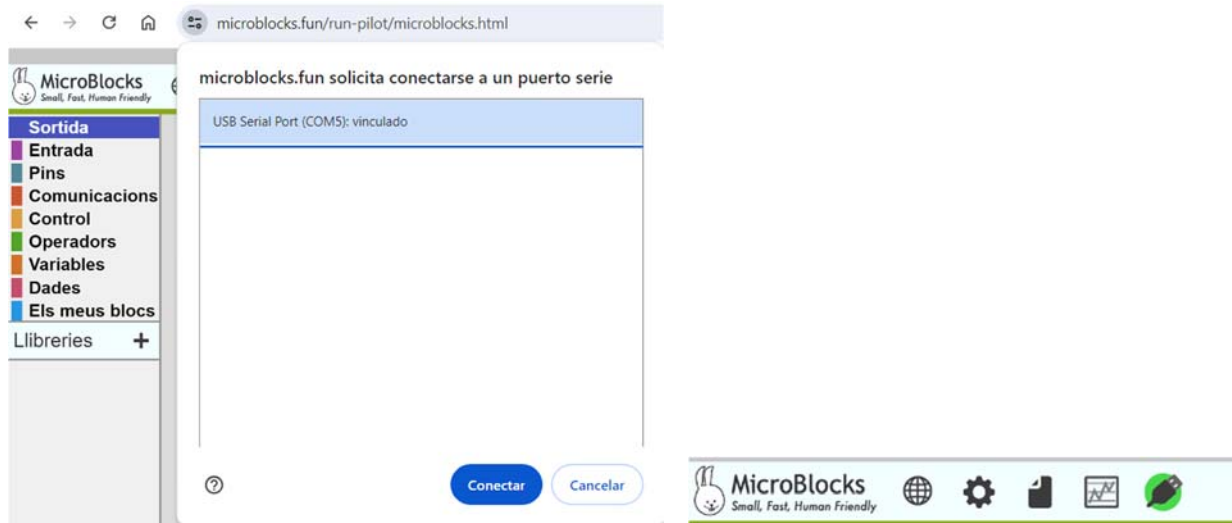 microblocks.fun/run-pilot/microblocks.html
MicroBlocks
Small, Fast, Human Friendly
microblocks.fun solicita conectarse a un puerto serie
USB Serial Port (COM5): vinculado
Sortida
Entrada
Pins
Comunicacions
Control
Operadors
Variables
Dades
Els meus blocs
Llibreries +
Conectar Cancelar
MicroBlocks
Small, Fast, Human Friendly